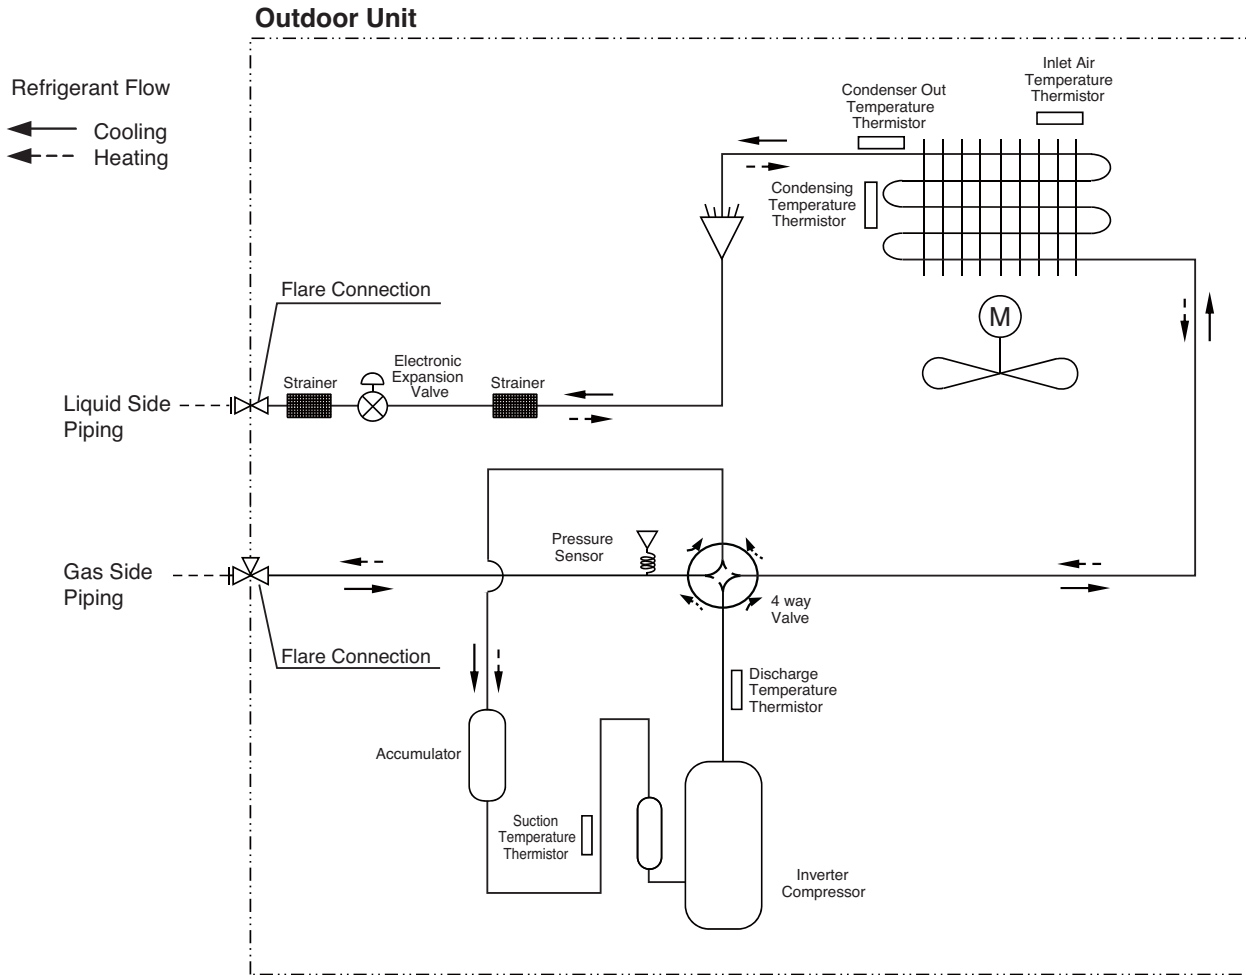 Outdoor Unit
Refrigerant Flow
Cooling
Heating
Inlet Air
Temperature
Thermistor
Condenser Out
Temperature
Thermistor
Condensing
Temperature
Thermistor
M
Flare Connection
Electronic
Expansion
Valve
Strainer
Strainer
Liquid Side
Piping
Pressure
Sensor
Gas Side
Piping
4 way
Valve
Flare Connection
Discharge
Temperature
Thermistor
Accumulator
Suction
Temperature
Thermistor
Inverter
Compressor